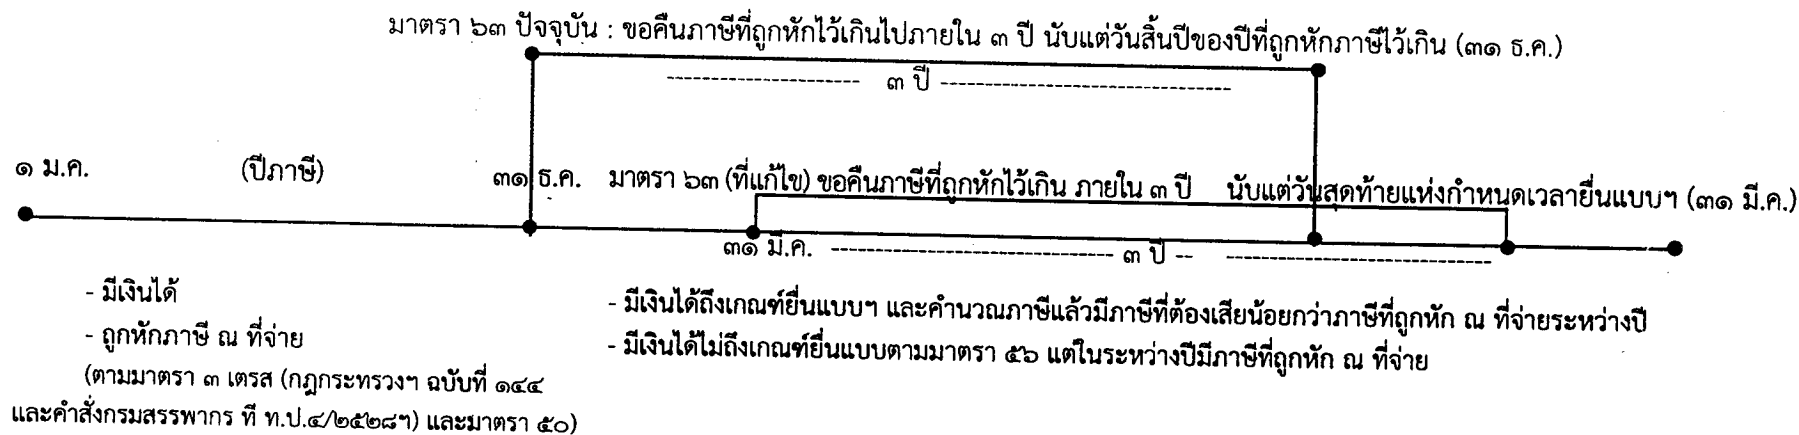 มาตรา ๖๓ ปัจจุบัน : ขอคืนภาษีที่ถูกหักไว้เกินไปภายใน ๓ ปี นับแต่วันสิ้นปีของปีที่ถูกหักภาษีไว้เกิน (๓๑ ธ.ค.)
๓ ปี
๑ ม.ค. (ปีภาษี) ๓๑ ธ.ค. มาตรา ๖๓ (ที่แก้ไข) ขอคืนภาษีที่ถูกหักไว้เกิน ภายใน ๓ ปี นับแต่วันสุดท้ายแห่งกำหนดเวลายื่นแบบฯ (๓๑ มี.ค.)
๓๑ มี.ค. ๓ ปี
- มีเงินได้
- ถูกหักภาษี ณ ที่จ่าย
(ตามมาตรา ๓ เตรส (กฎกระทรวงฯ ฉบับที่ ๑๔๔
และคำสั่งกรมสรรพากร ที่ ท.ป.๔/๒๕๒๘ฯ) และมาตรา ๕๐)
- มีเงินได้ถึงเกณฑ์ยื่นแบบฯ และคำนวณภาษีแล้วมีภาษีที่ต้องเสียน้อยกว่าภาษีที่ถูกหัก ณ ที่จ่ายระหว่างปี
- มีเงินได้ไม่ถึงเกณฑ์ยื่นแบบตามมาตรา ๕๖ แต่ในระหว่างปีมีภาษีที่ถูกหัก ณ ที่จ่าย